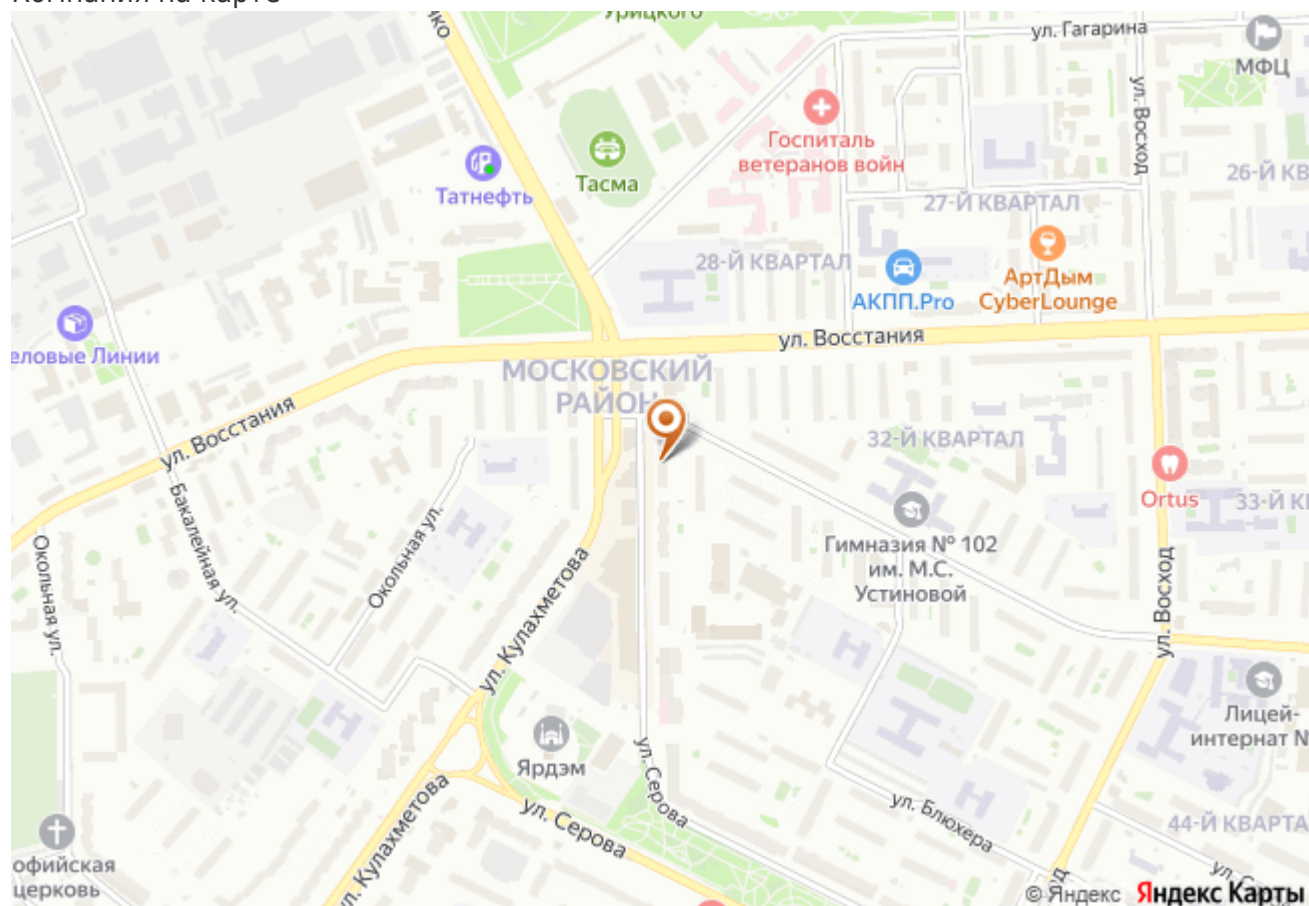 Компания на карте
Урицкого
ул. Гагарина
МФЦ
ул. Восход
Госпиталь
ветеранов войн
Татнефть
Тасма
26-Й КВ
27-Й КВАРТАЛ
28-Й КВАРТАЛ
АКПП.Pro
АртДым
CyberLounge
еловые Линии
ул. Восстания
МОСКОВСКИЙ
РАЙОН
ул. Восстания
32-Й КВАРТАЛ
Ortus
33-Й К
Бакалейная ул.
Окольная ул.
Окольная ул.
Гимназия № 102
им. М.С.
Устиновой
ул. Кулахметова
ул. Восход
Лицей-
интернат N
Ярдэм
ул. Серова
ул. Серова
ул. Блюхера
44-Й КВАРТА
ул. Кулахметова
офийская
церковь
© Яндекс Яндекс Карты